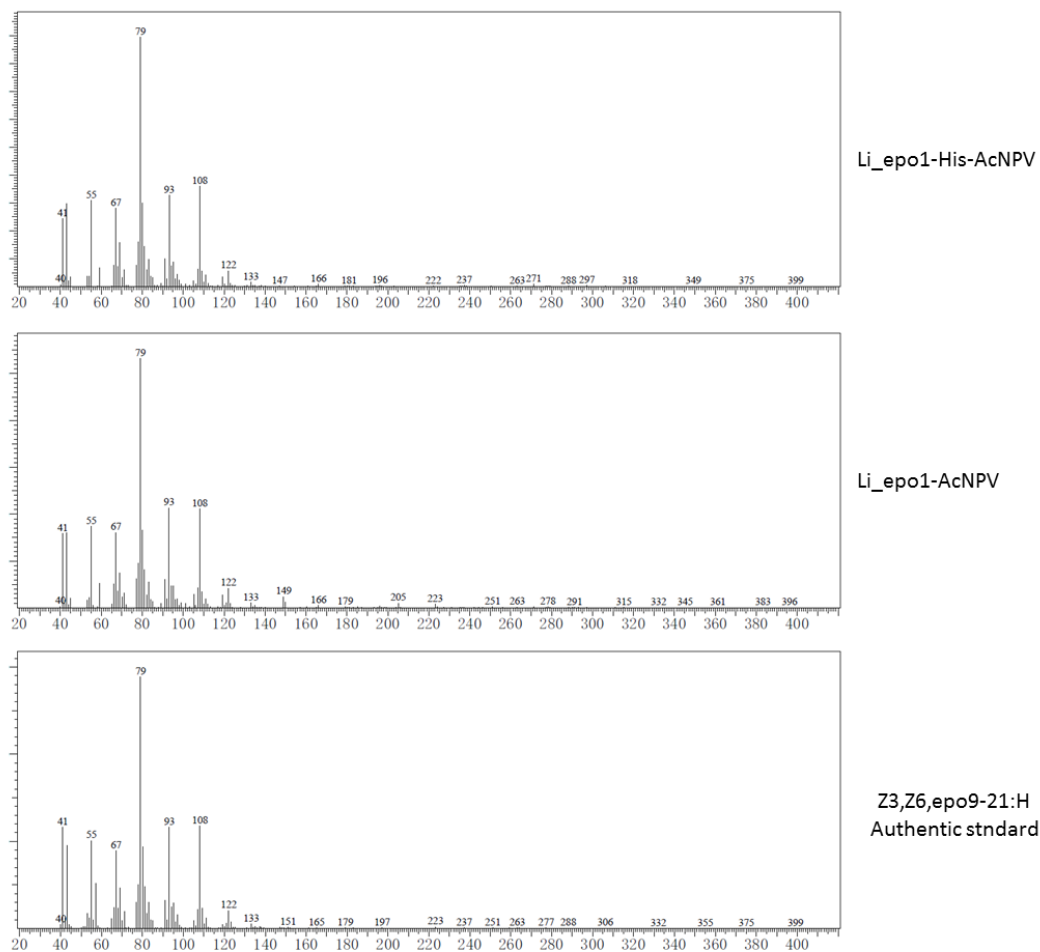 79
Li_epo1-His-AcNPV
108
93
55
67
41
122
40 133 147 166 181 196 222 237 263 271 288 297 318 349 375 399
20 40 60 80 100 120 140 160 180 200 220 240 260 280 300 320 340 360 380 400
79
Li_epo1-AcNPV
93 108
55
41 67
122 149
40 133 166 179 205 223 251 263 278 291 315 332 345 361 383 396
20 40 60 80 100 120 140 160 180 200 220 240 260 280 300 320 340 360 380 400
79
Z3,Z6,epo9-21:H
Authentic stndard
41 93 108
55
67
122
40 133 151 165 179 197 223 237 251 263 277 288 306 332 355 375 399
20 40 60 80 100 120 140 160 180 200 220 240 260 280 300 320 340 360 380 400